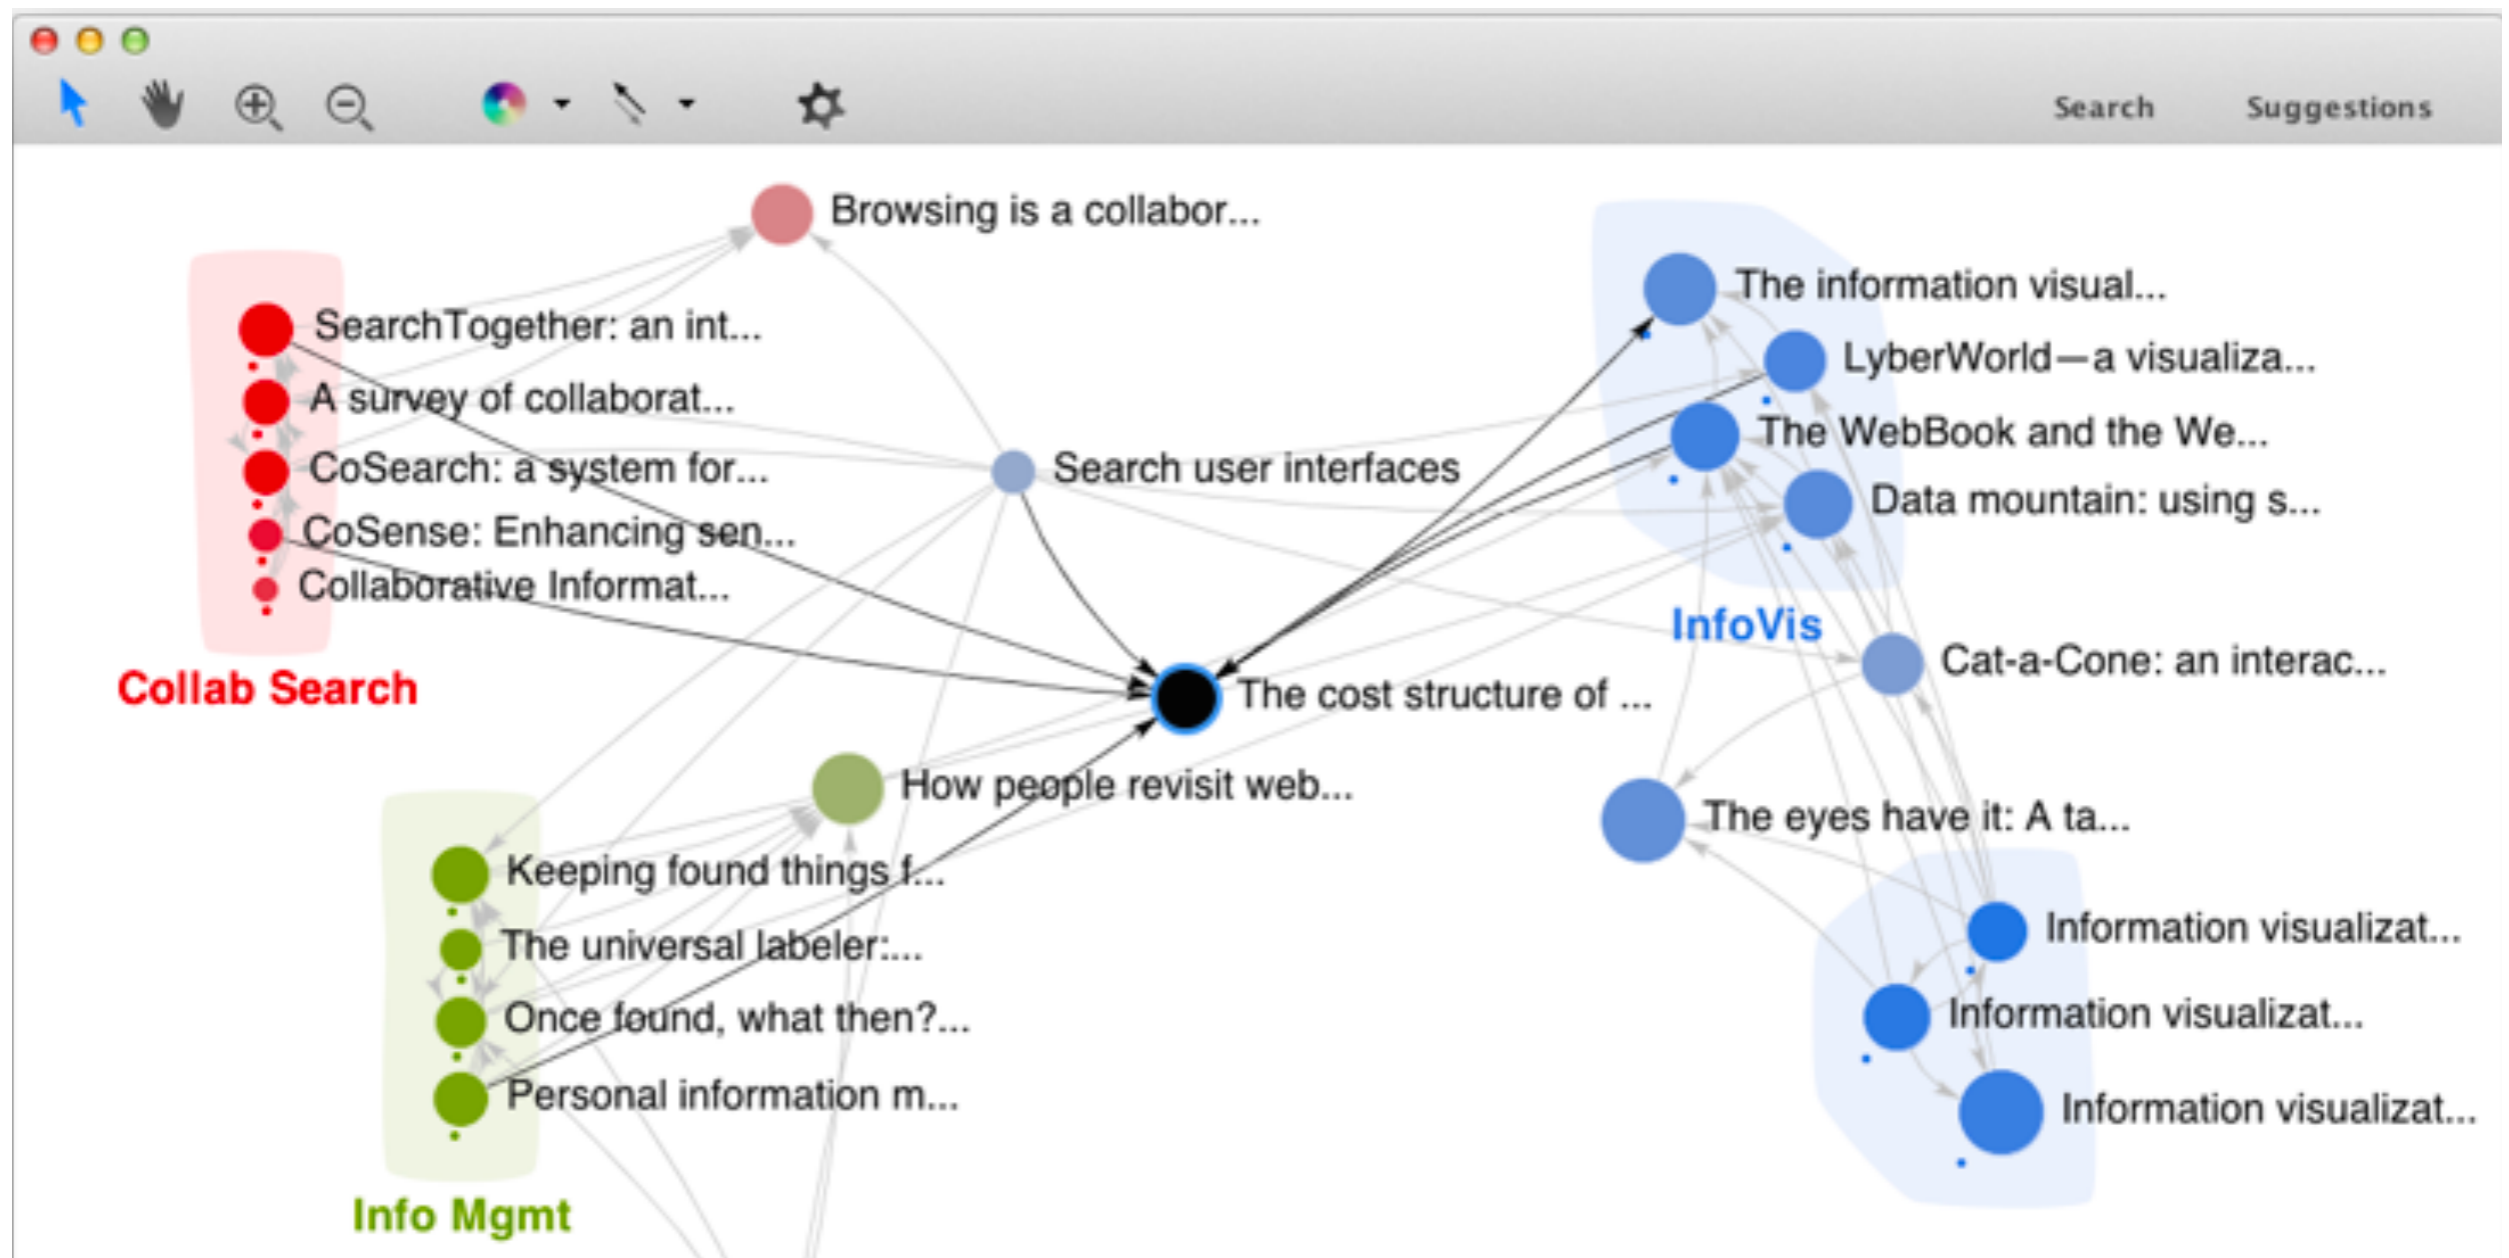 Search Suggestions
Browsing is a collabor...
The information visual...
SearchTogether: an int...
LyberWorld—a visualiza...
A survey of collaborat...
The WebBook and the We...
CoSearch: a system for...
Search user interfaces
Data mountain: using s...
CoSense: Enhancing sen...
Collaborative Informat...
InfoVis
Cat-a-Cone: an interac...
Collab Search
The cost structure of ...
How people revisit web...
The eyes have it: A ta...
Keeping found things f...
Information visualizat...
The universal labeler:...
Once found, what then?...
Information visualizat...
Personal information m...
Information visualizat...
Info Mgmt